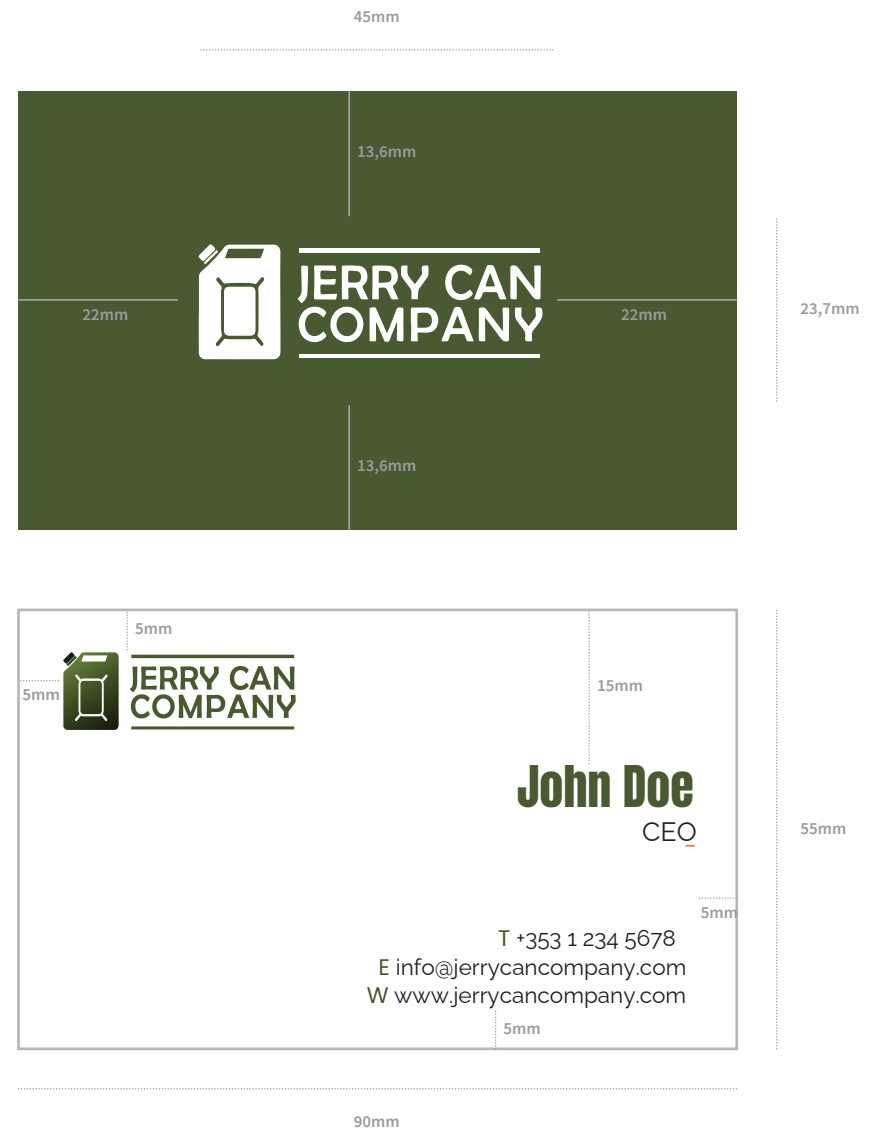 45mm
13,6mm
JERRY CAN
COMPANY
22mm
22mm
23,7mm
13,6mm
5mm
5mm
JERRY CAN
COMPANY
15mm
John Doe
CEO
55mm
5mm
T +353 1 234 5678
E info@jerrycancompany.com
W www.jerrycancompany.com
5mm
90mm